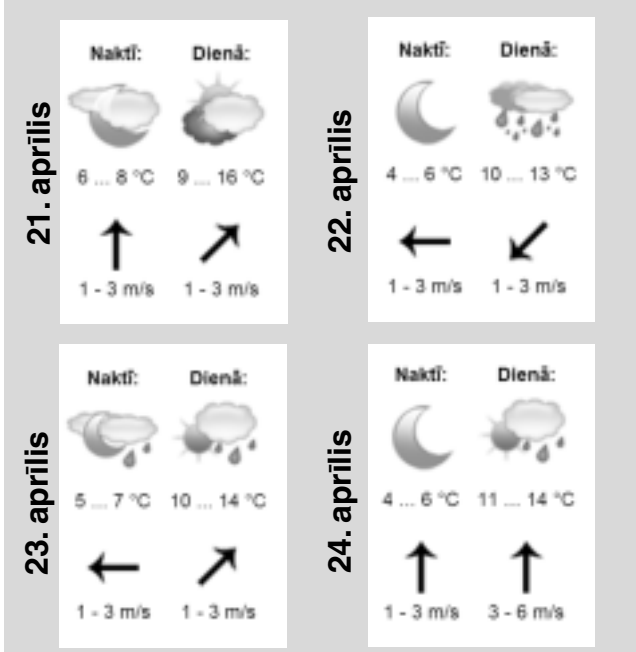 21. aprīlis
Naktī: Dienā:
6 ... 8 °C 9 ... 16 °C
1 - 3 m/s 1 - 3 m/s
22. aprīlis
Naktī: Dienā:
4 ... 6 °C 10 ... 13 °C
1 - 3 m/s 1 - 3 m/s
23. aprīlis
Naktī: Dienā:
5 ... 7 °C 10 ... 14 °C
1 - 3 m/s 1 - 3 m/s
24. aprīlis
Naktī: Dienā:
4 ... 6 °C 11 ... 14 °C
1 - 3 m/s 3 - 6 m/s